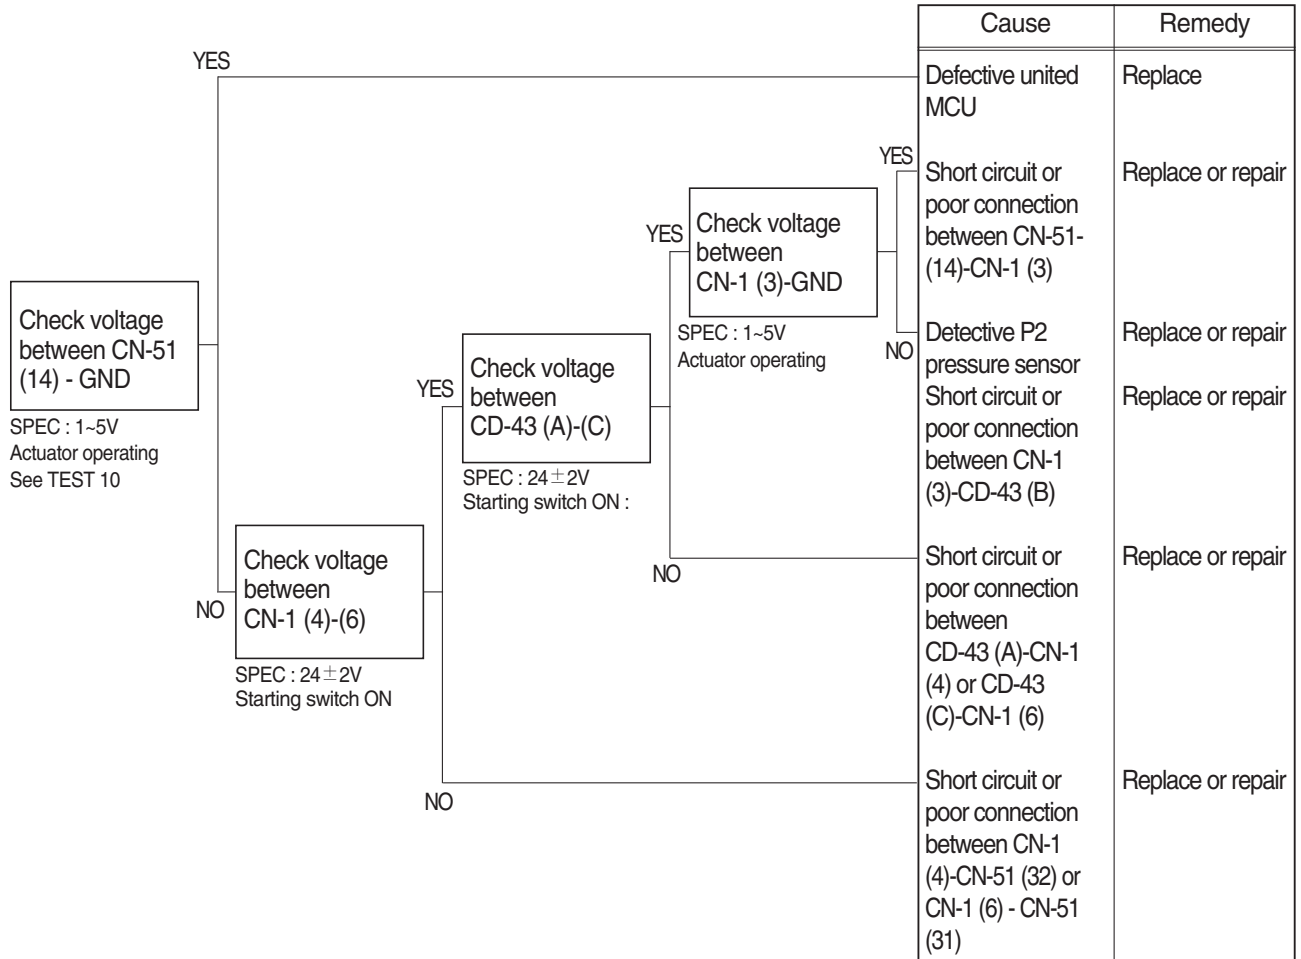 Cause
Remedy
YES
Defective united
MCU
Replace
YES
Short circuit or
poor connection
between CN-51-
(14)-CN-1 (3)
Replace or repair
YES
Check voltage
between
CN-1 (3)-GND
SPEC : 1~5V
Actuator operating
NO
Detective P2
pressure sensor
Replace or repair
Short circuit or
poor connection
between CN-1
(3)-CD-43 (B)
Replace or repair
Check voltage
between CN-51
(14) - GND
SPEC : 1~5V
Actuator operating
See TEST 10
YES
Check voltage
between
CD-43 (A)-(C)
SPEC : 24±2V
Starting switch ON :
NO
Short circuit or
poor connection
between
CD-43 (A)-CN-1
(4) or CD-43
(C)-CN-1 (6)
Replace or repair
NO
Check voltage
between
CN-1 (4)-(6)
SPEC : 24±2V
Starting switch ON
NO
Short circuit or
poor connection
between CN-1
(4)-CN-51 (32) or
CN-1 (6) - CN-51
(31)
Replace or repair